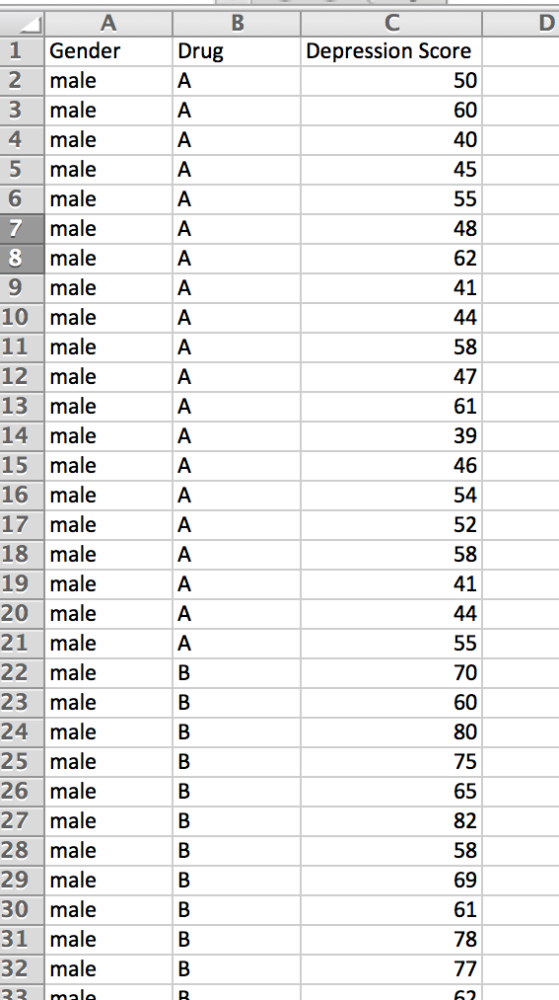 A B C D
1 Gender Drug Depression Score
2 male A 50
3 male A 60
4 male A 40
5 male A 45
6 male A 55
7 male A 48
8 male A 62
9 male A 41
10 male A 44
11 male A 58
12 male A 47
13 male A 61
14 male A 39
15 male A 46
16 male A 54
17 male A 52
18 male A 58
19 male A 41
20 male A 44
21 male A 55
22 male B 70
23 male B 60
24 male B 80
25 male B 75
26 male B 65
27 male B 82
28 male B 58
29 male B 69
30 male B 61
31 male B 78
32 male B 77
33 male B 62